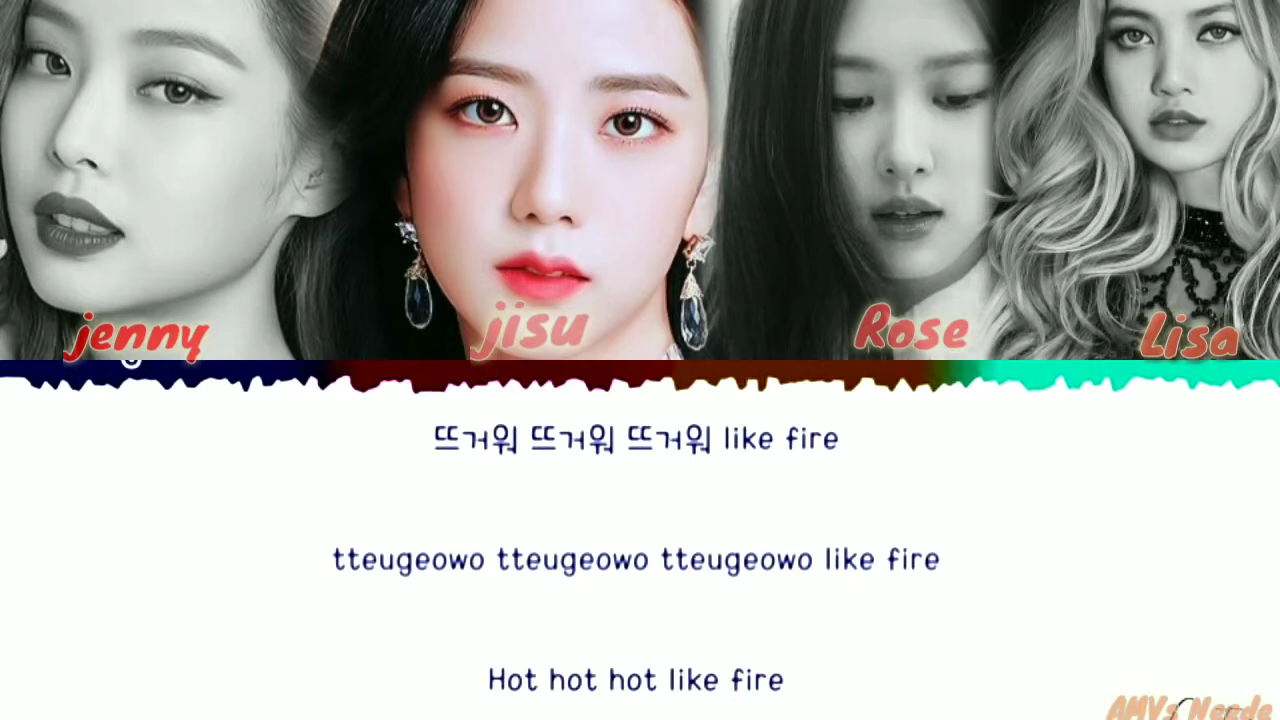 jenny jisu Rose Lisa
뜨거워 뜨거워 뜨거워 like fire
tteugeowo tteugeowo tteugeowo like fire
Hot hot hot like fire
AMVs